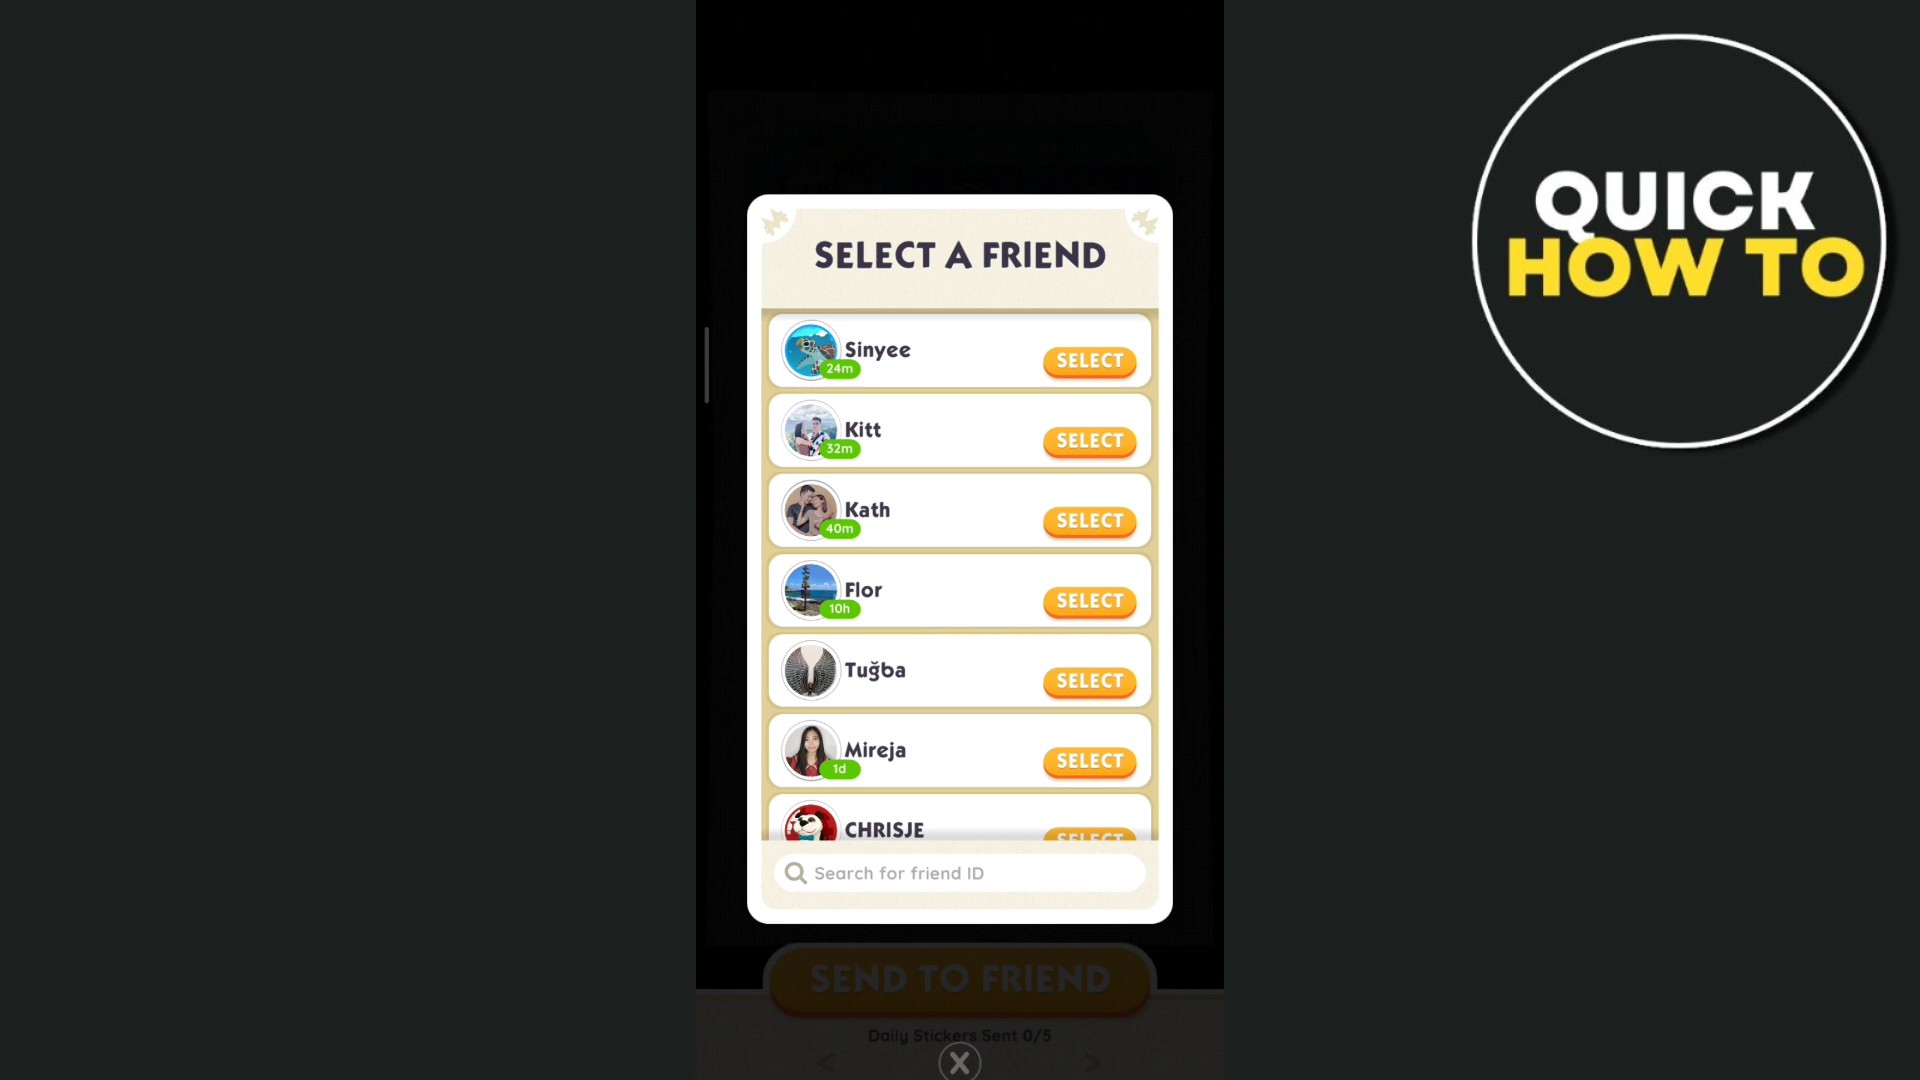 QUICK
HOW TO
SELECT A FRIEND
Sinyee
24m
SELECT
Kitt
32m
SELECT
Kath
40m
SELECT
Flor
10h
SELECT
Tuğba
SELECT
Mireja
1d
SELECT
CHRISJE
SELECT
Search for friend ID
SEND TO FRIEND
Daily Stickers Sent 0/5
< X >